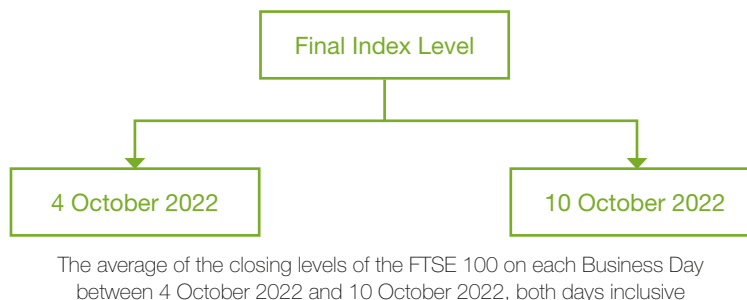 Final Index Level
4 October 2022
10 October 2022
The average of the closing levels of the FTSE 100 on each Business Day
between 4 October 2022 and 10 October 2022, both days inclusive